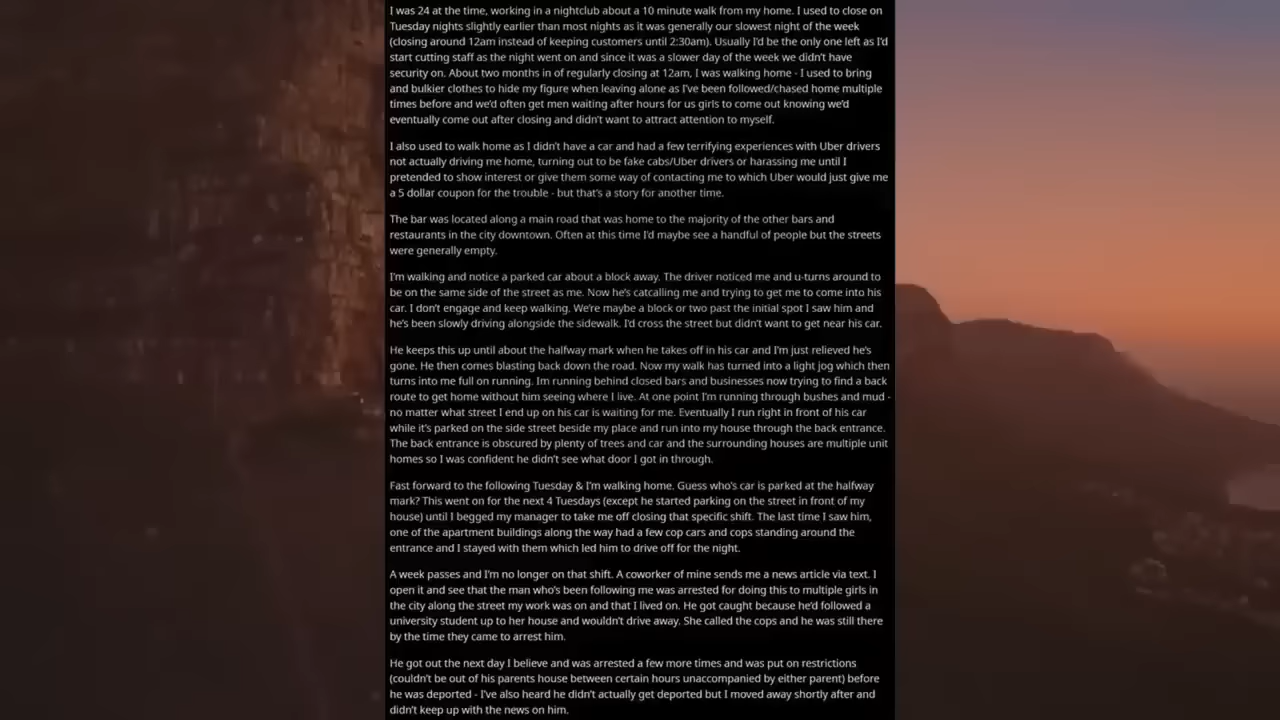 I was 24 at the time, working in a nightclub about a 10 minute walk from my home. I used to close on
Tuesday nights slightly earlier than most nights as it was generally our slowest night of the week
(closing around 12am instead of keeping customers until 2:30am). Usually I'd be the only one left as I'd
start cutting staff as the night went on and since it was a slower day of the week we didn't have
security on. About two months in of regularly closing at 12am, I was walking home - I used to bring
and bulkier clothes to hide my figure when leaving alone as I've been followed/chased home multiple
times before and we'd often get men waiting after hours for us girls to come out knowing we'd
eventually come out after closing and didn't want to attract attention to myself.
I also used to walk home as I didn't have a car and had a few terrifying experiences with Uber drivers
not actually driving me home, turning out to be fake cabs/Uber drivers or harassing me until I
pretended to show interest or give them some way of contacting me to which Uber would just give me
a 5 dollar coupon for the trouble - but that's a story for another time.
The bar was located along a main road that was home to the majority of the other bars and
restaurants in the city downtown. Often at this time I'd maybe see a handful of people but the streets
were generally empty.
I'm walking and notice a parked car about a block away. The driver noticed me and u-turns around to
be on the same side of the street as me. Now he's catcalling me and trying to get me to come into his
car. I don't engage and keep walking. We're maybe a block or two past the initial spot I saw him and
he's been slowly driving alongside the sidewalk. I'd cross the street but didn't want to get near his car.
He keeps this up until about the halfway mark when he takes off in his car and I'm just relieved he's
gone. He then comes blasting back down the road. Now my walk has turned into a light jog which then
turns into me full on running. Im running behind closed bars and businesses now trying to find a back
route to get home without him seeing where I live. At one point I'm running through bushes and mud -
no matter what street I end up on his car is waiting for me. Eventually I run right in front of his car
while it's parked on the side street beside my place and run into my house through the back entrance.
The back entrance is obscured by plenty of trees and car and the surrounding houses are multiple unit
homes so I was confident he didn't see what door I got in through.
Fast forward to the following Tuesday & I'm walking home. Guess who's car is parked at the halfway
mark? This went on for the next 4 Tuesdays (except he started parking on the street in front of my
house) until I begged my manager to take me off closing that specific shift. The last time I saw him,
one of the apartment buildings along the way had a few cop cars and cops standing around the
entrance and I stayed with them which led him to drive off for the night.
A week passes and I'm no longer on that shift. A coworker of mine sends me a news article via text. I
open it and see that the man who's been following me was arrested for doing this to multiple girls in
the city along the street my work was on and that I lived on. He got caught because he'd followed a
university student up to her house and wouldn't drive away. She called the cops and he was still there
by the time they came to arrest him.
He got out the next day I believe and was arrested a few more times and was put on restrictions
(couldn't be out of his parents house between certain hours unaccompanied by either parent) before
he was deported - I've also heard he didn't actually get deported but I moved away shortly after and
didn't keep up with the news on him.